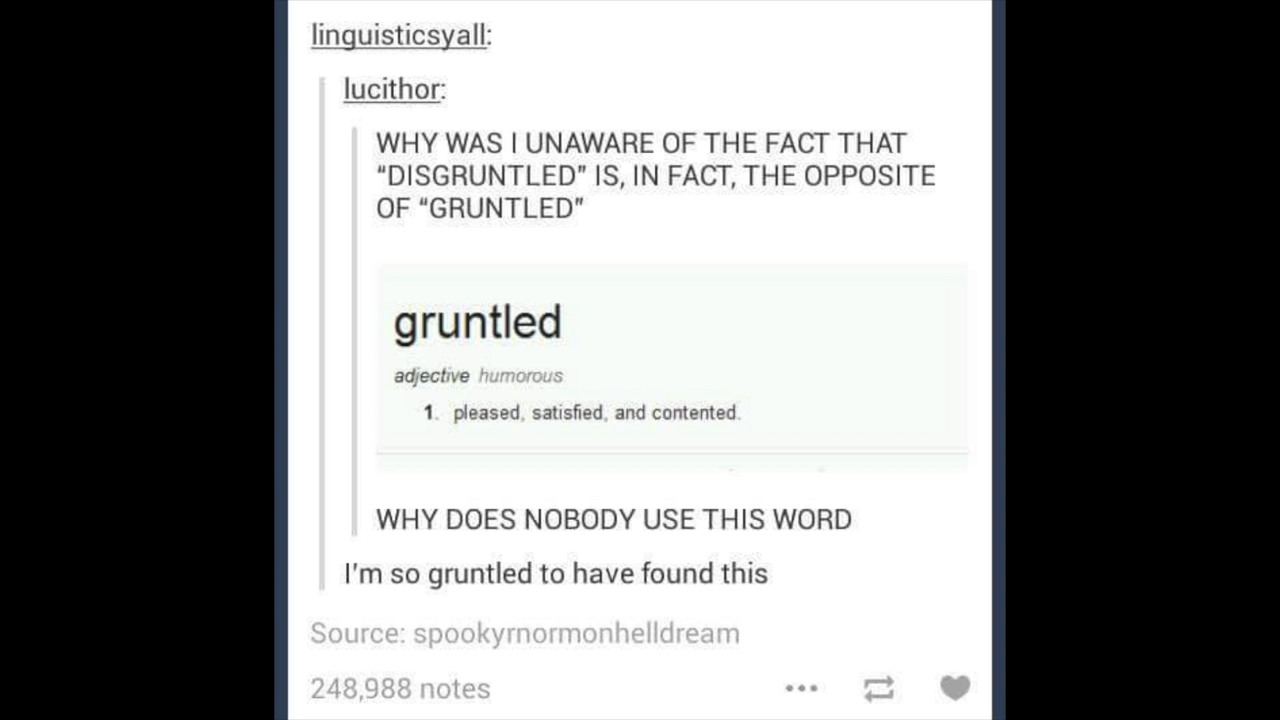 linguisticsyall:
lucithor:
WHY WAS I UNAWARE OF THE FACT THAT
“DISGRUNTLED” IS, IN FACT, THE OPPOSITE
OF “GRUNTLED”
gruntled
adjective humorous
1. pleased, satisfied, and contented.
WHY DOES NOBODY USE THIS WORD
I’m so gruntled to have found this
Source: spookyrnormonhelldream
248,988 notes